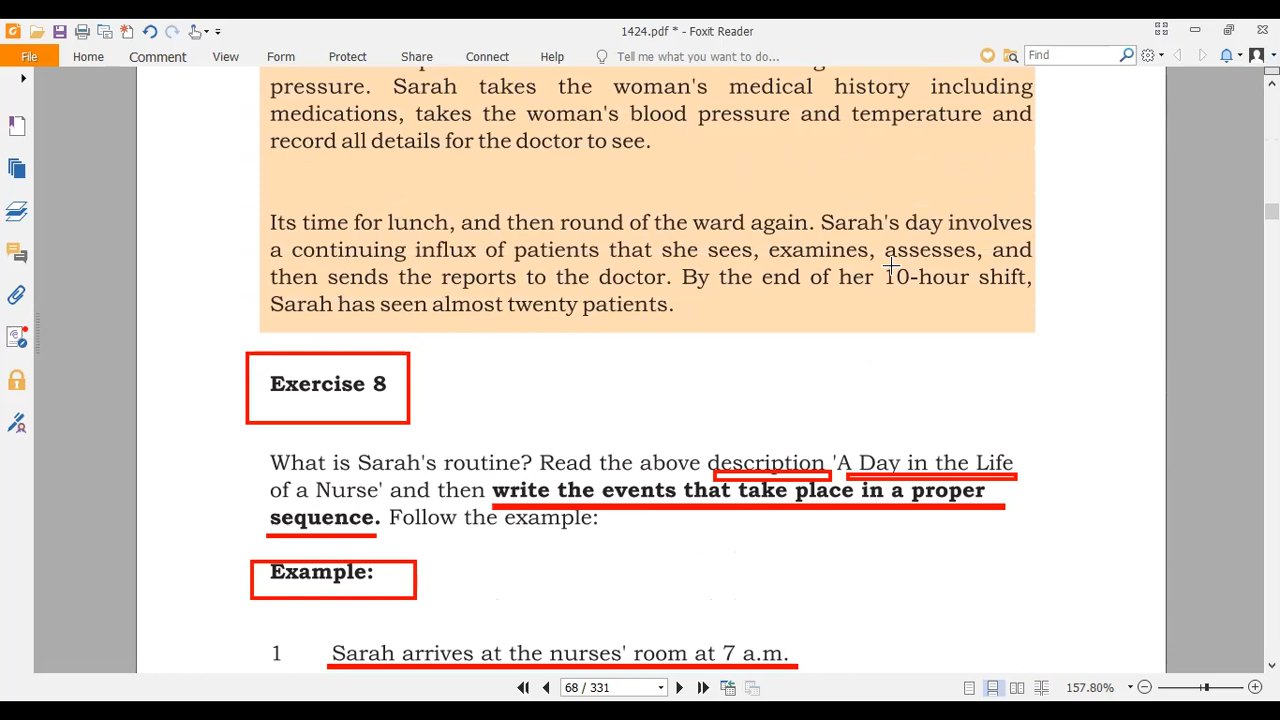 1424.pdf * - Foxit Reader
File Home Comment View Form Protect Share Connect Help Tell me what you want to do... Find
pressure. Sarah takes the woman's medical history including
medications, takes the woman's blood pressure and temperature and
record all details for the doctor to see.
Its time for lunch, and then round of the ward again. Sarah's day involves
a continuing influx of patients that she sees, examines, assesses, and
then sends the reports to the doctor. By the end of her 10-hour shift,
Sarah has seen almost twenty patients.
Exercise 8
What is Sarah's routine? Read the above description 'A Day in the Life
of a Nurse' and then write the events that take place in a proper
sequence. Follow the example:
Example:
1 Sarah arrives at the nurses' room at 7 a.m.
68 / 331 157.80%